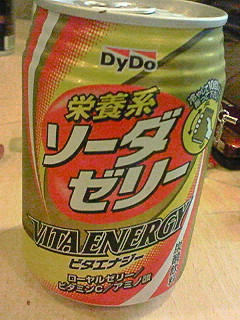 DyDo
栄養系
ソーダ
ゼリー
VITA ENERGY
ビタエナジー
ローヤルゼリー/
ビタミンC/アミノ酸
炭酸飲料